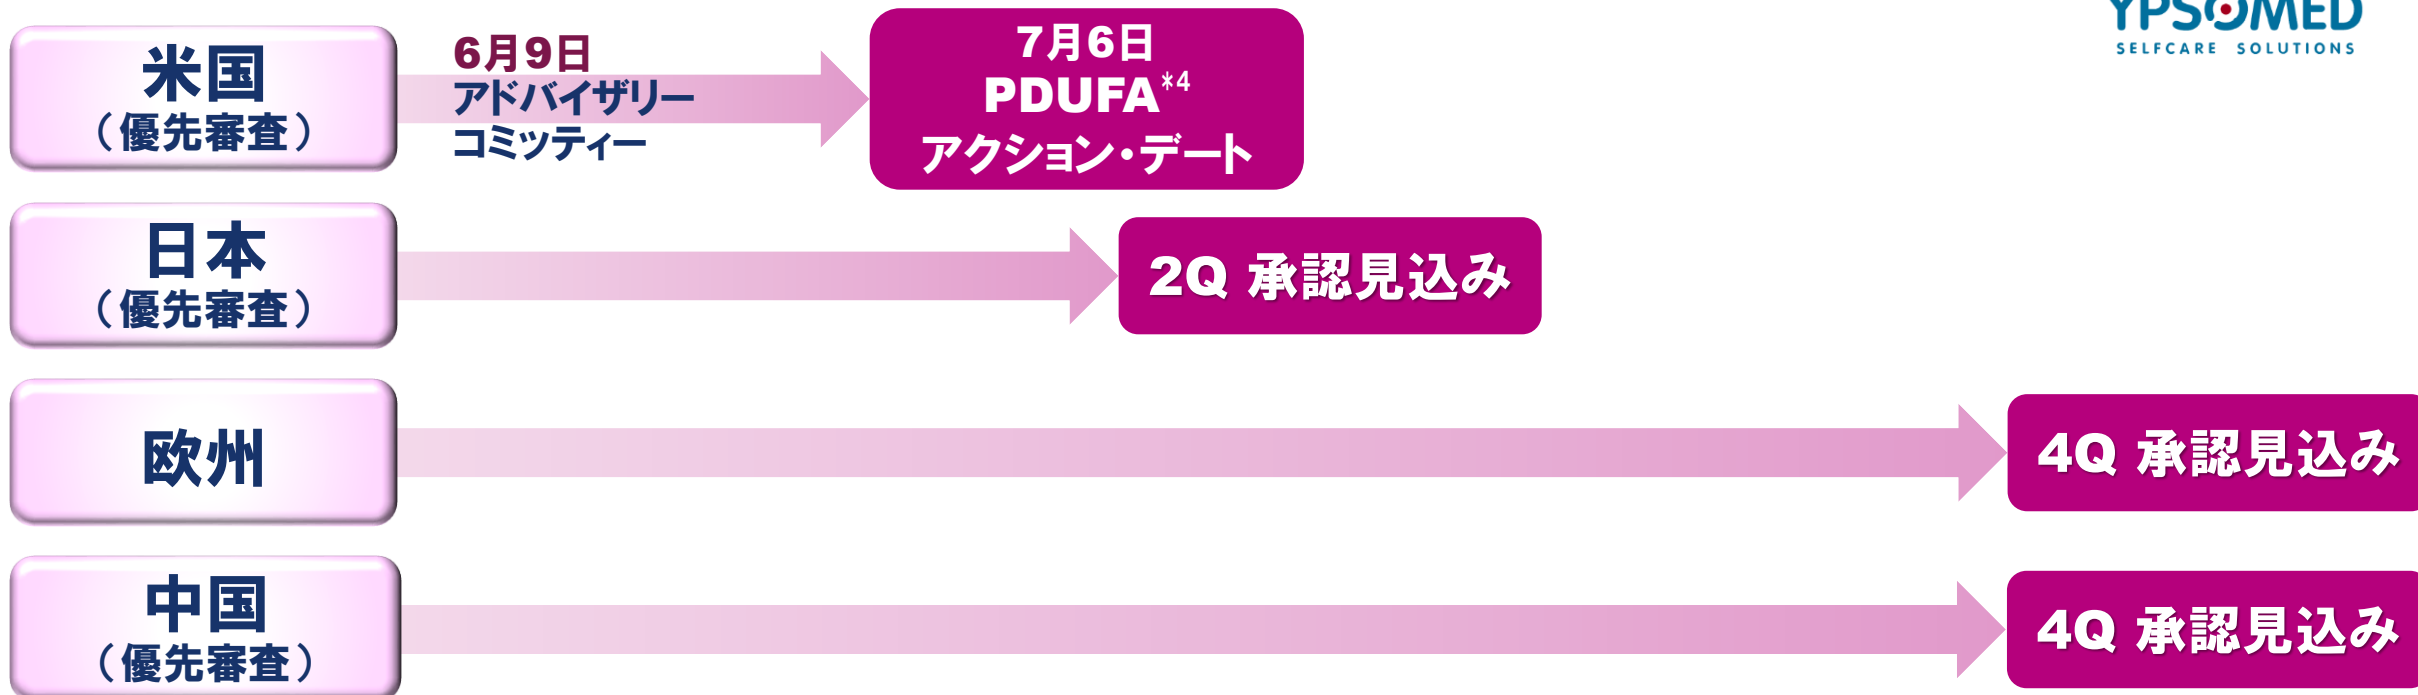 YPSOMED
SELFCARE SOLUTIONS
米国
（優先審査）
6月9日
アドバイザリー
コミッティー
7月6日
PDUFA*4
アクション・デート
日本
（優先審査）
2Q 承認見込み
欧州
4Q 承認見込み
中国
（優先審査）
4Q 承認見込み